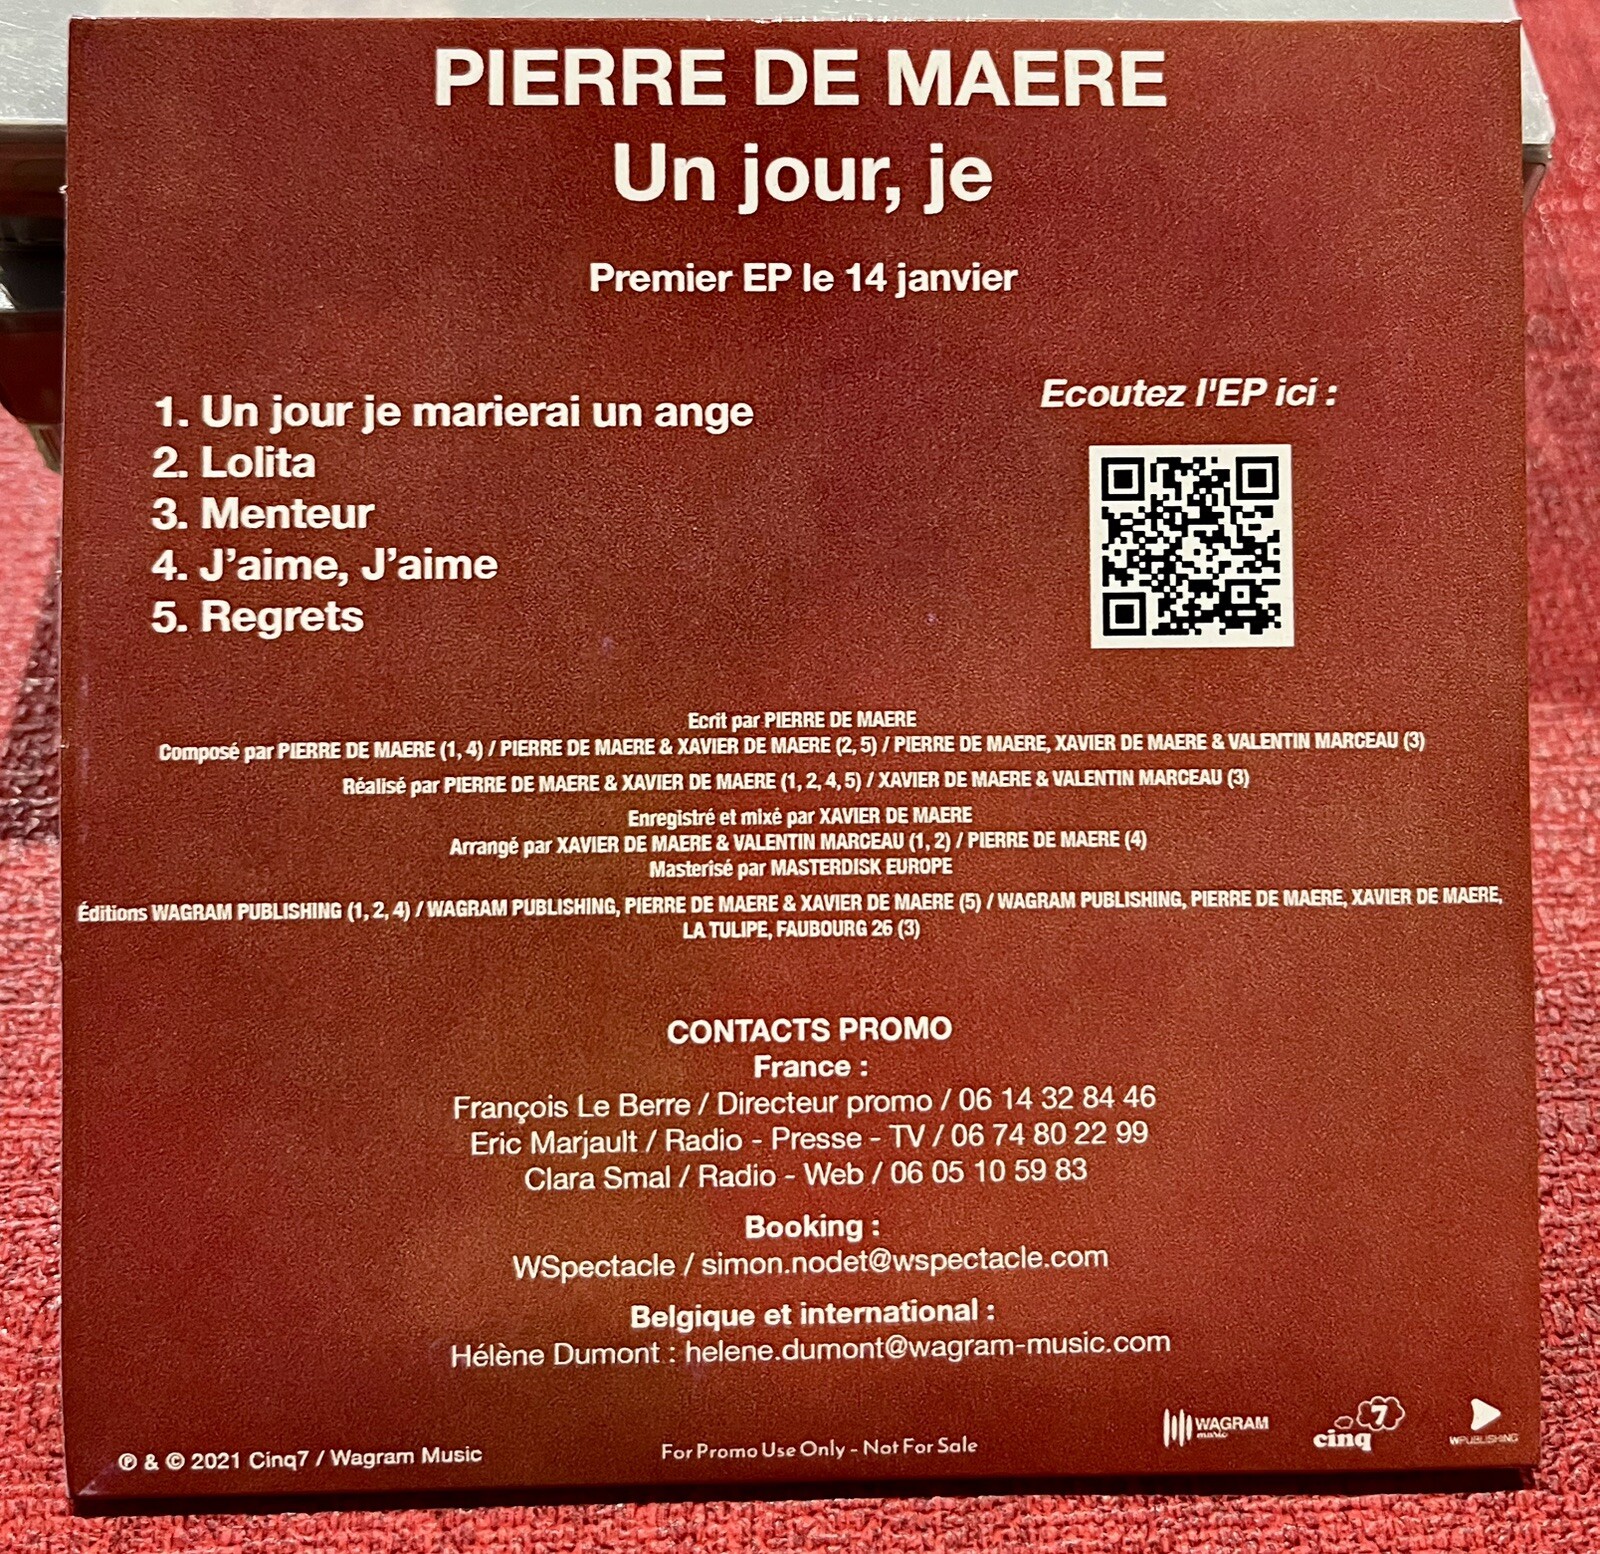 PIERRE DE MAERE
Un jour, je
Premier EP le 14 janvier
1. Un jour je marierai un ange
2. Lolita
3. Menteur
4. J’aime, J’aime
5. Regrets
Ecoutez l'EP ici :
Ecrit par PIERRE DE MAERE
Composé par PIERRE DE MAERE (1, 4) / PIERRE DE MAERE & XAVIER DE MAERE (2, 5) / PIERRE DE MAERE, XAVIER DE MAERE & VALENTIN MARCEAU (3)
Réalisé par PIERRE DE MAERE & XAVIER DE MAERE (1, 2, 4, 5) / XAVIER DE MAERE & VALENTIN MARCEAU (3)
Enregistré et mixé par XAVIER DE MAERE
Arrangé par XAVIER DE MAERE & VALENTIN MARCEAU (1, 2) / PIERRE DE MAERE (4)
Masterisé par MASTERDISK EUROPE
Éditions WAGRAM PUBLISHING (1, 2, 4) / WAGRAM PUBLISHING, PIERRE DE MAERE & XAVIER DE MAERE (5) / WAGRAM PUBLISHING, PIERRE DE MAERE, XAVIER DE MAERE,
LA TULIPE, FAUBOURG 26 (3)
CONTACTS PROMO
France :
François Le Berre / Directeur promo / 06 14 32 84 46
Eric Marjault / Radio - Presse - TV / 06 74 80 22 99
Clara Smal / Radio - Web / 06 05 10 59 83
Booking :
WSpectacle / simon.nodet@wspectacle.com
Belgique et international :
Hélène Dumont : helene.dumont@wagram-music.com
℗ & © 2021 Cinq7 / Wagram Music
For Promo Use Only - Not For Sale
WAGRAM
music
cinq 7
WPUBLISHING